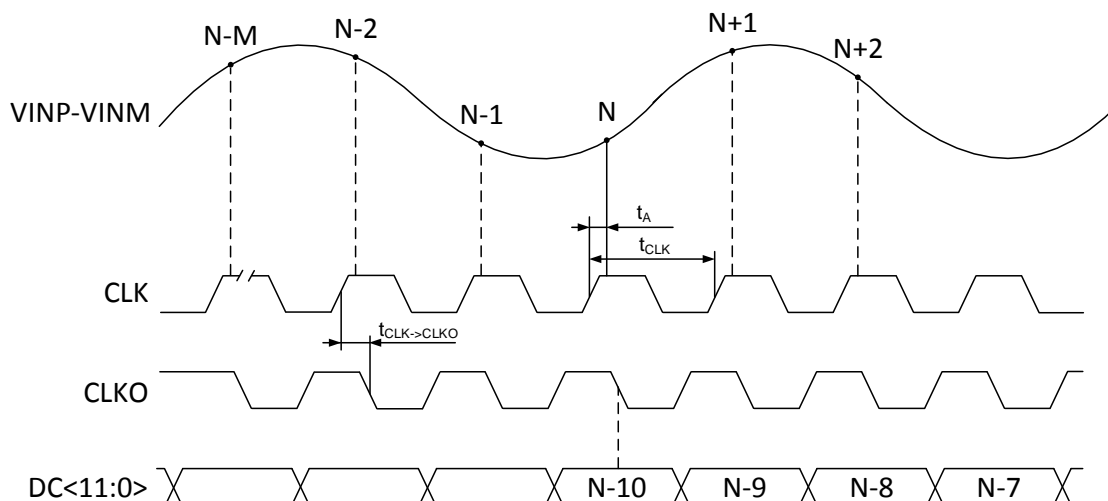 N-M
N-2
N-1
N
N+1
N+2
VINP-VINM
tA
tCLK
CLK
tCLK->CLKO
CLKO
DC<11:0>
N-10
N-9
N-8
N-7